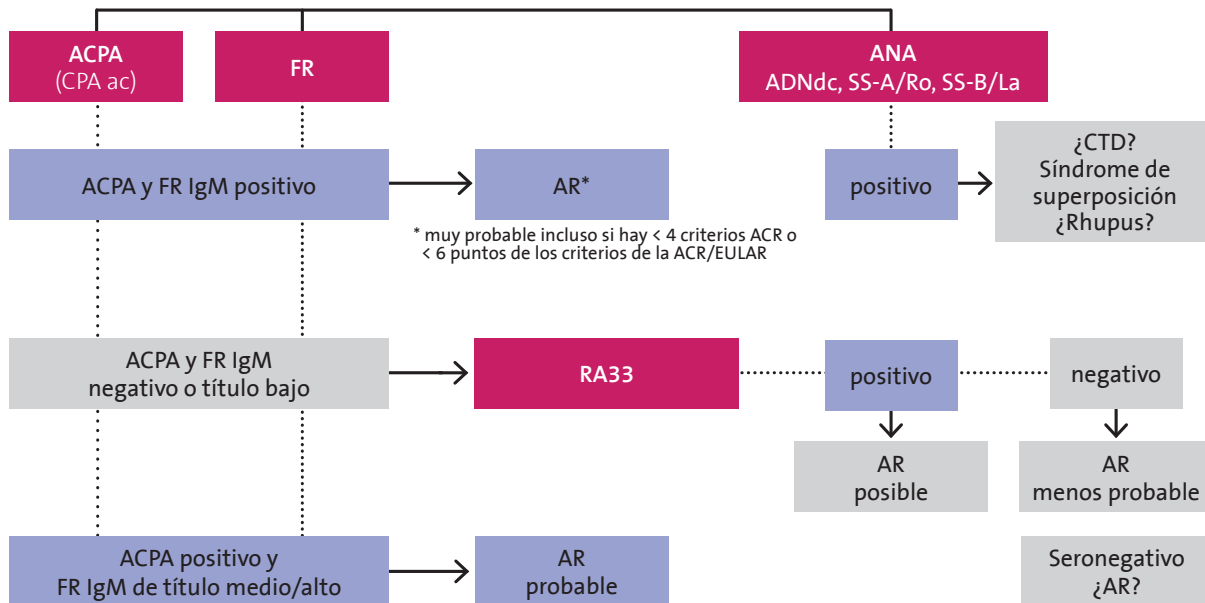 ACPA
(CPA ac)
FR
ANA
ADNdc, SS-A/Ro, SS-B/La
ACPA y FR IgM positivo
AR*
positivo
¿CTD?
Síndrome de
superposición
¿Rhupus?
* muy probable incluso si hay < 4 criterios ACR o
< 6 puntos de los criterios de la ACR/EULAR
ACPA y FR IgM
negativo o título bajo
RA33
positivo
negativo
AR
posible
AR
menos probable
ACPA positivo y
FR IgM de título medio/alto
AR
probable
Seronegativo
¿AR?